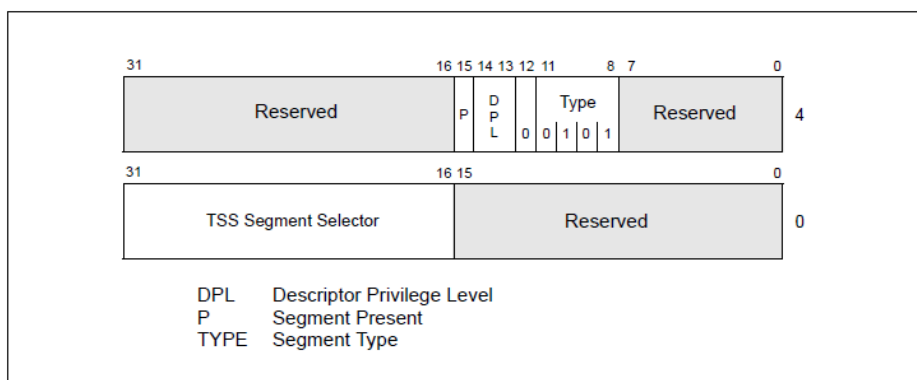 31 16 15 14 13 12 11 8 7 0
Reserved P DPL 0 Type 0 1 0 1 Reserved 4
31 16 15 0
TSS Segment Selector Reserved 0
DPL Descriptor Privilege Level
P Segment Present
TYPE Segment Type